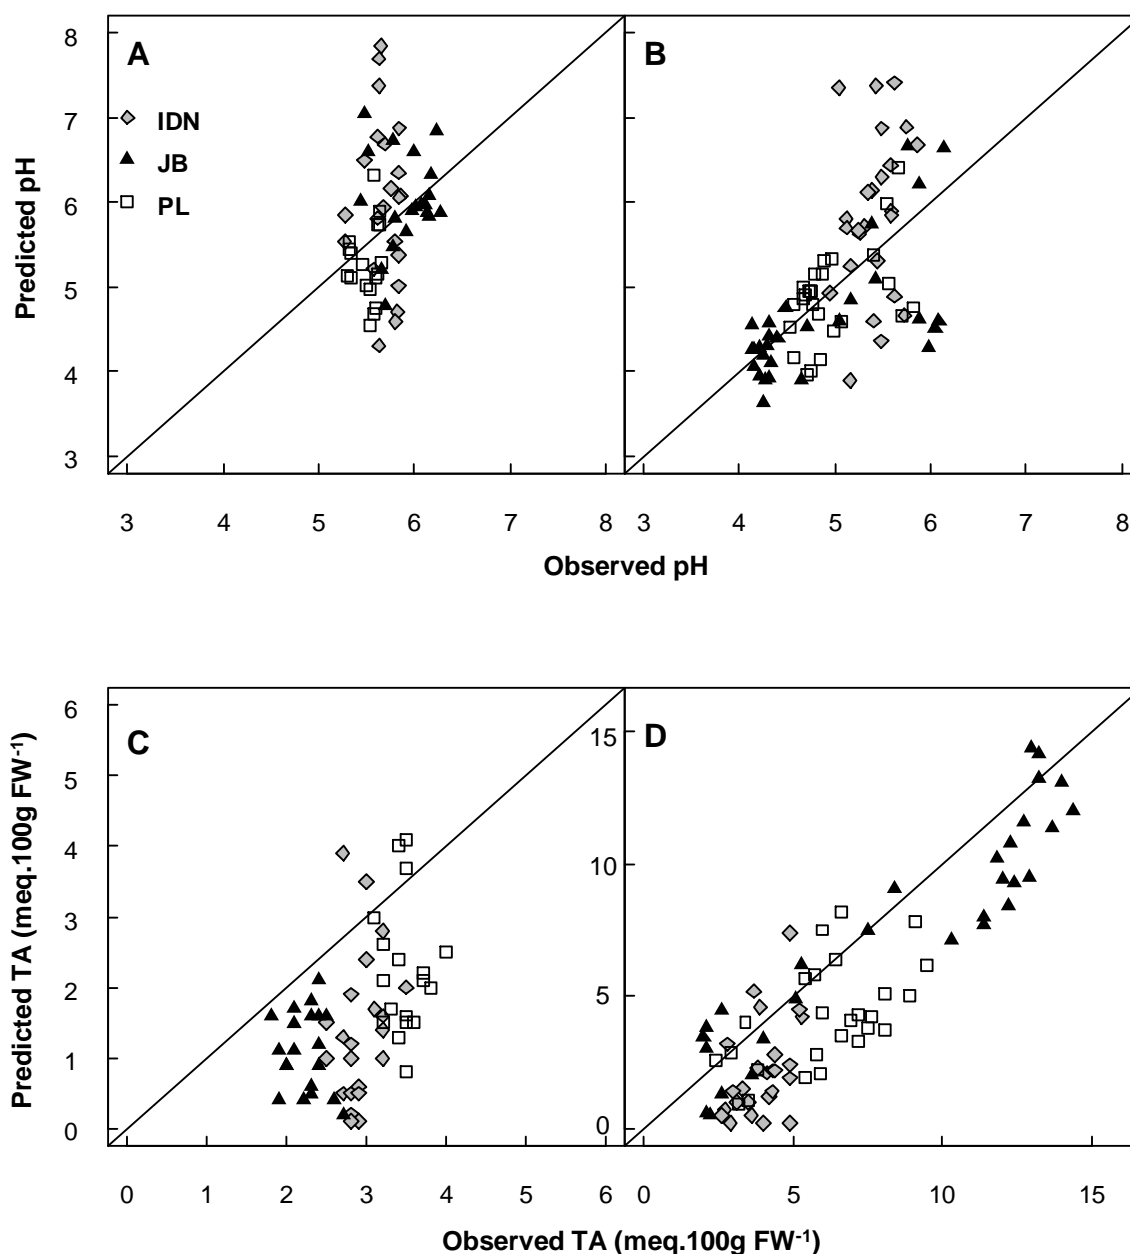 8
A
B
IDN
7
JB
PL
6
5
4
3
Predicted pH
3 4 5 6 7 8 3 4 5 6 7 8
Observed pH
6
C
D
15
5
4
10
3
2
5
1
0
0
Predicted TA (meq.100g FW⁻¹)
0 1 2 3 4 5 6 0 5 10 15
Observed TA (meq.100g FW⁻¹)